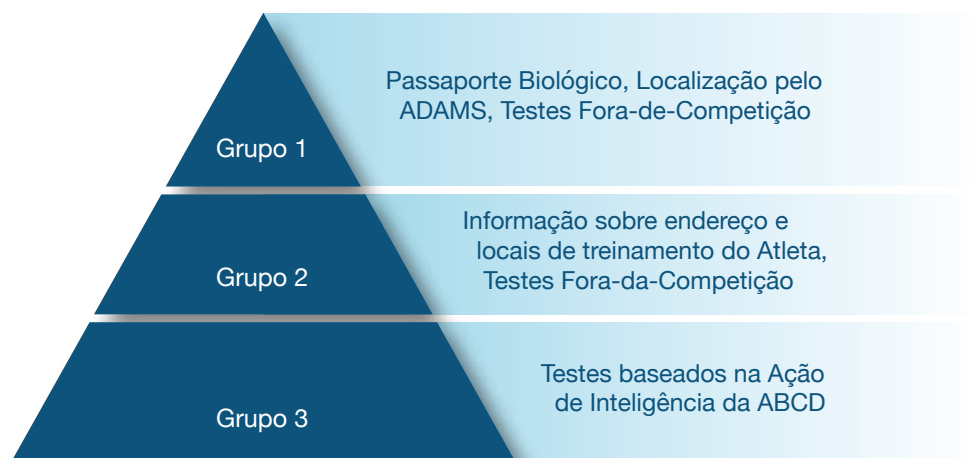 Passaporte Biológico, Localização pelo
ADAMS, Testes Fora-de-Competição
Grupo 1
Informação sobre endereço e
locais de treinamento do Atleta,
Testes Fora-da-Competição
Grupo 2
Testes baseados na Ação
de Inteligência da ABCD
Grupo 3